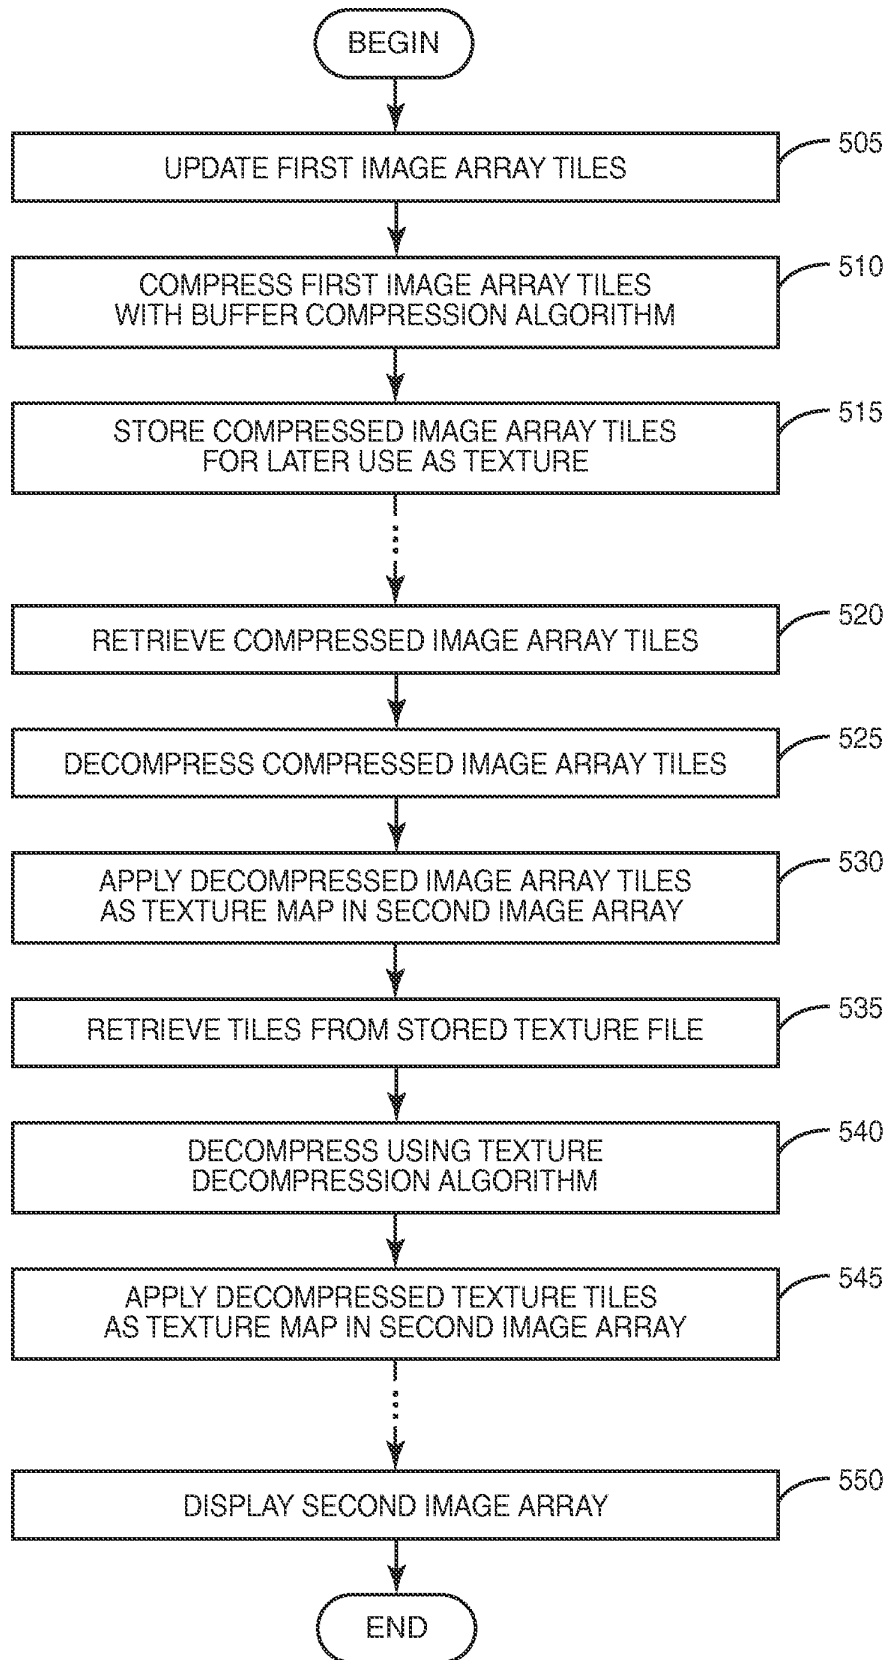 BEGIN
UPDATE FIRST IMAGE ARRAY TILES
505
COMPRESS FIRST IMAGE ARRAY TILES
WITH BUFFER COMPRESSION ALGORITHM
510
STORE COMPRESSED IMAGE ARRAY TILES
FOR LATER USE AS TEXTURE
515
RETRIEVE COMPRESSED IMAGE ARRAY TILES
520
DECOMPRESS COMPRESSED IMAGE ARRAY TILES
525
APPLY DECOMPRESSED IMAGE ARRAY TILES
AS TEXTURE MAP IN SECOND IMAGE ARRAY
530
RETRIEVE TILES FROM STORED TEXTURE FILE
535
DECOMPRESS USING TEXTURE
DECOMPRESSION ALGORITHM
540
APPLY DECOMPRESSED TEXTURE TILES
AS TEXTURE MAP IN SECOND IMAGE ARRAY
545
DISPLAY SECOND IMAGE ARRAY
550
END